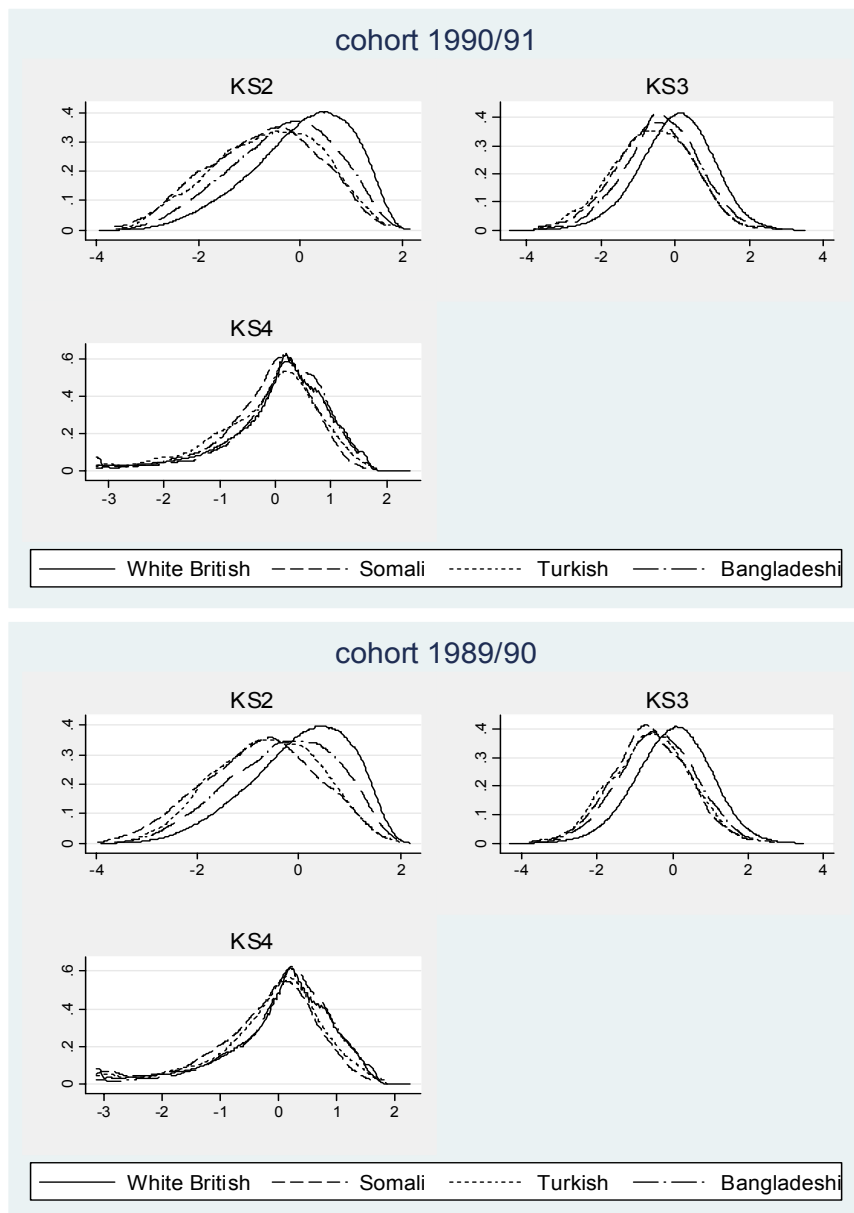 cohort 1990/91
KS2
.4
.3
.2
.1
0
-4 -2 0 2
KS3
.4
.3
.2
.1
0
-4 -2 0 2 4
KS4
.6
.4
.2
0
-3 -2 -1 0 1 2
White British Somali Turkish Bangladeshi
cohort 1989/90
KS2
.4
.3
.2
.1
0
-4 -2 0 2
KS3
.4
.3
.2
.1
0
-4 -2 0 2 4
KS4
.6
.4
.2
0
-3 -2 -1 0 1 2
White British Somali Turkish Bangladeshi